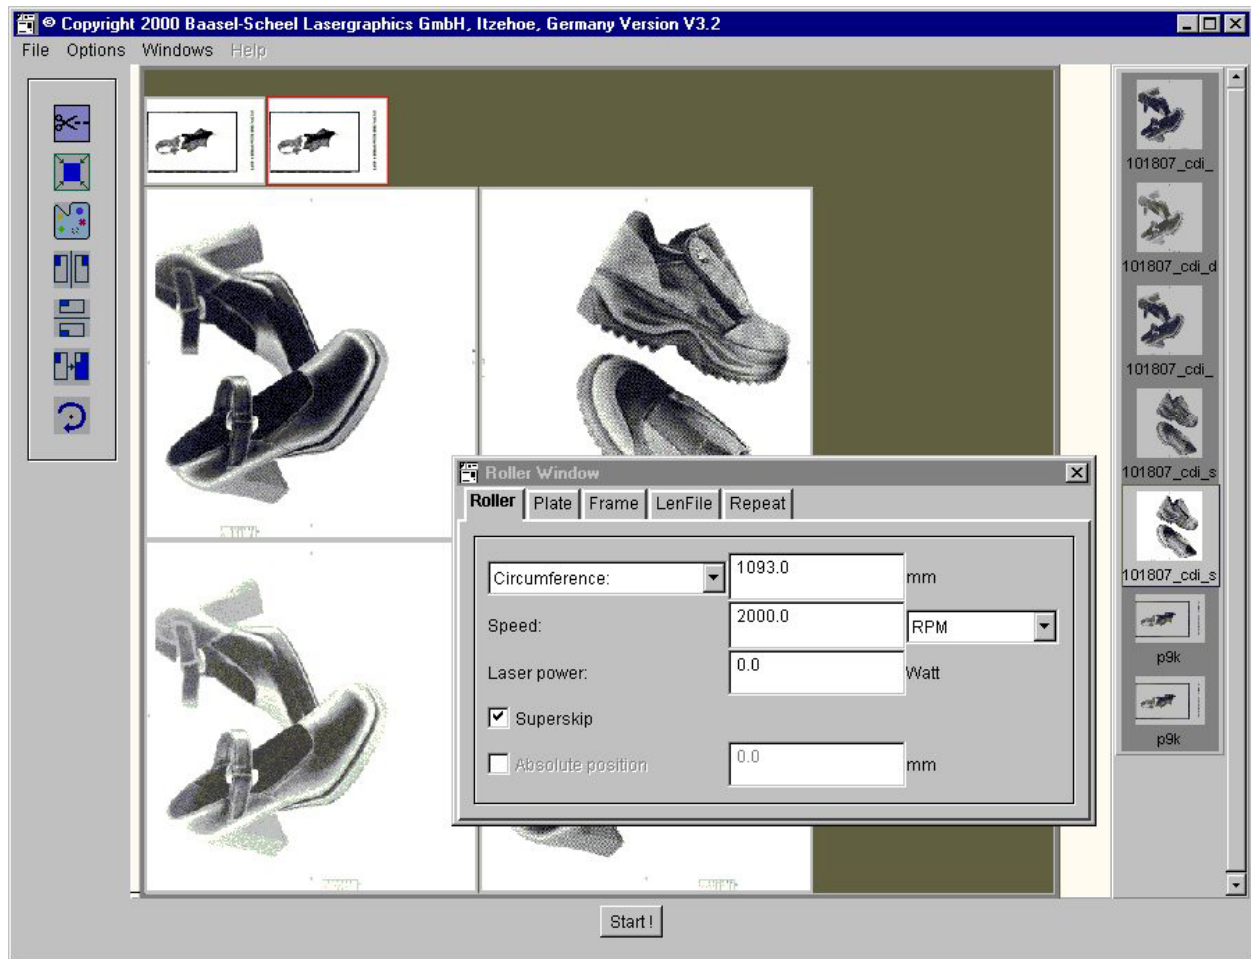 © Copyright 2000 Baasel-Scheel Lasergraphics GmbH, Itzehoe, Germany Version V3.2
File Options Windows Help
101807_cdi_
101807_cdi_d
101807_cdi_
101807_cdi_s
101807_cdi_s
p9k
p9k
Roller Window
Roller Plate Frame LenFile Repeat
Circumference: 1093.0 mm
Speed: 2000.0 RPM
Laser power: 0.0 Watt
Superskip
Absolute position 0.0 mm
Start !